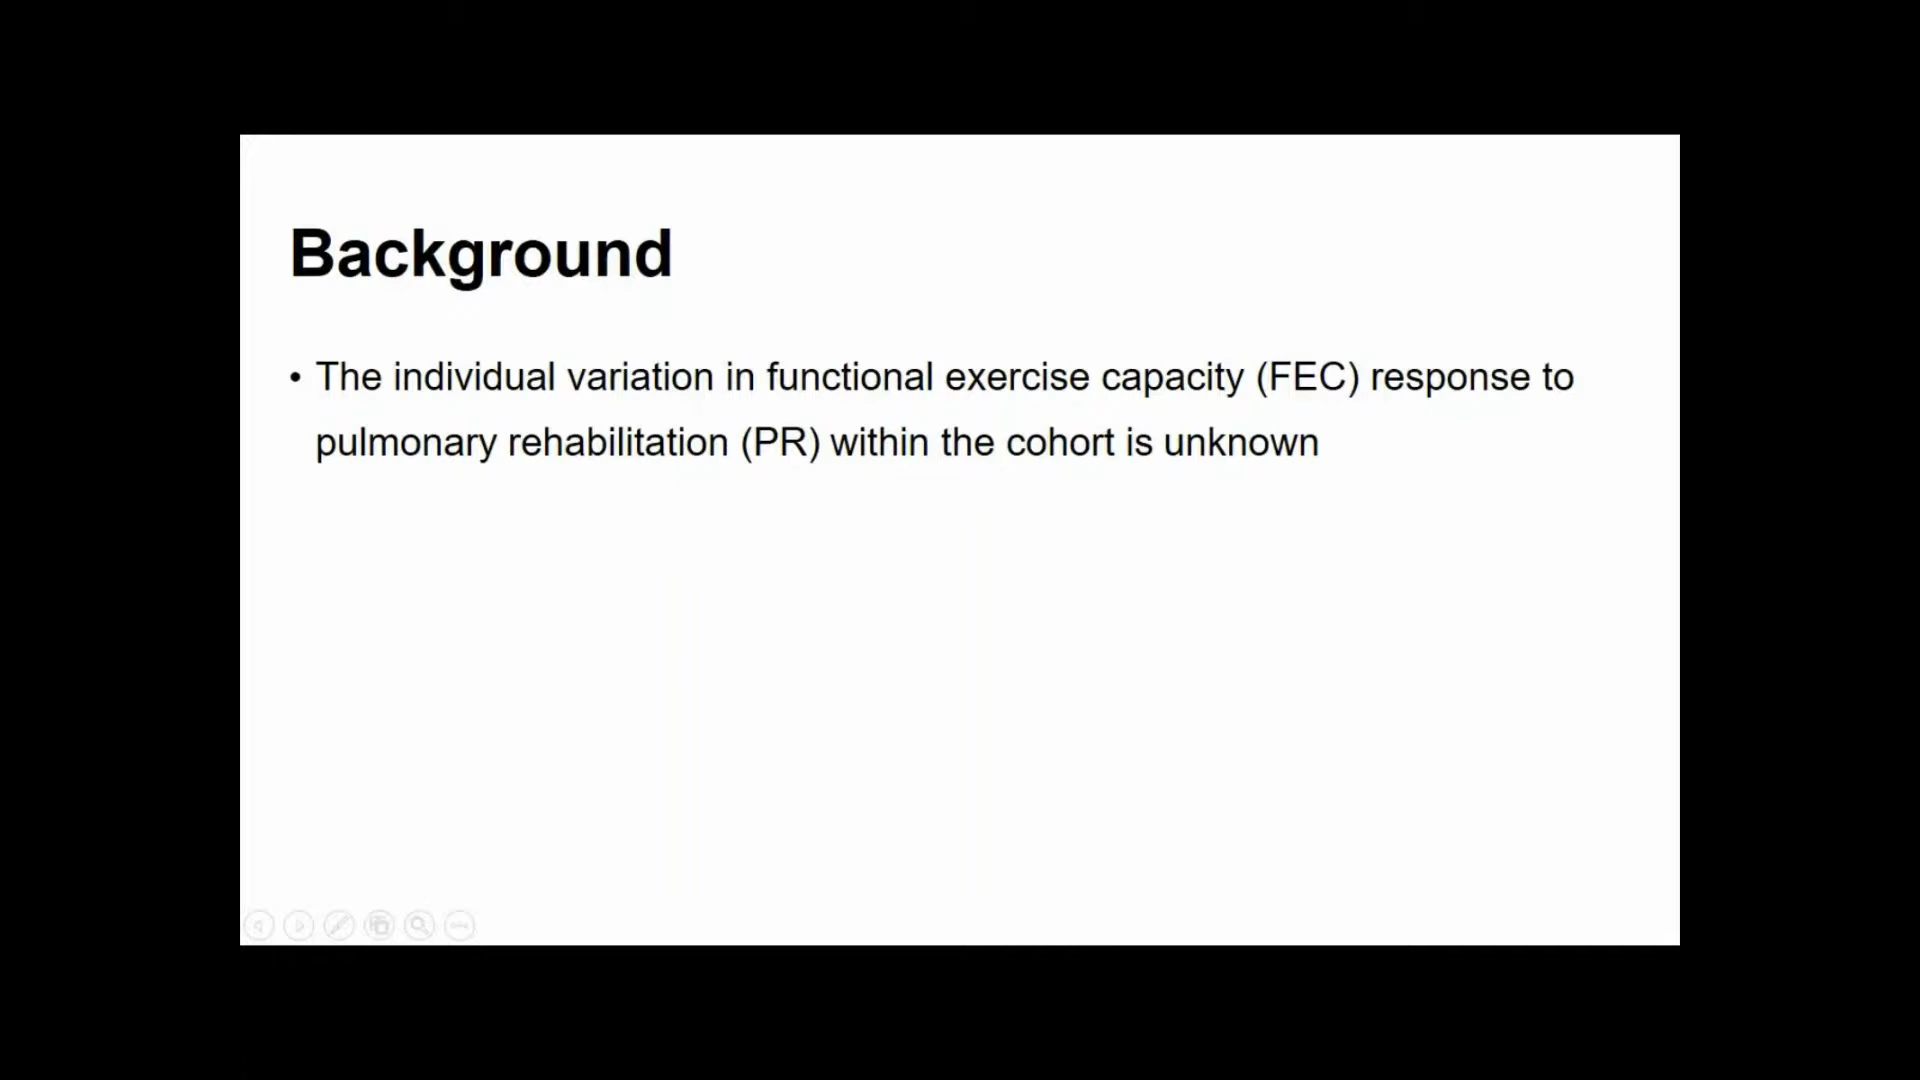 Background
• The individual variation in functional exercise capacity (FEC) response to
pulmonary rehabilitation (PR) within the cohort is unknown